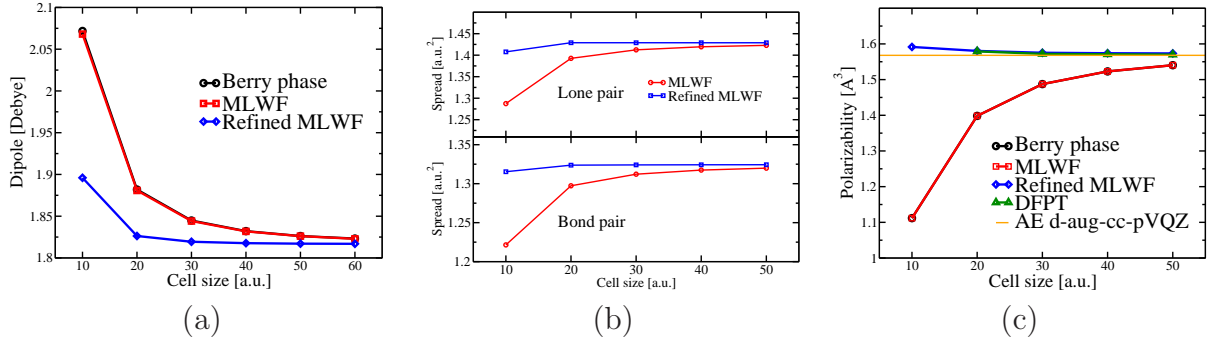 2.1
2.05
2
1.95
1.9
1.85
1.8
Dipole [Debye]
Berry phase
MLWF
Refined MLWF
10 20 30 40 50 60
Cell size [a.u.]
(a)
1.45
1.4
1.35
1.3
1.25
Spread [a.u.²]
Lone pair
MLWF
Refined MLWF
1.35
1.3
1.25
1.2
Spread [a.u.²]
Bond pair
10 20 30 40 50
Cell size [a.u.]
(b)
1.7
1.6
1.5
1.4
1.3
1.2
1.1
1
Polarizability [A³]
Berry phase
MLWF
Refined MLWF
DFPT
AE d-aug-cc-pVQZ
10 20 30 40 50
Cell size [a.u.]
(c)